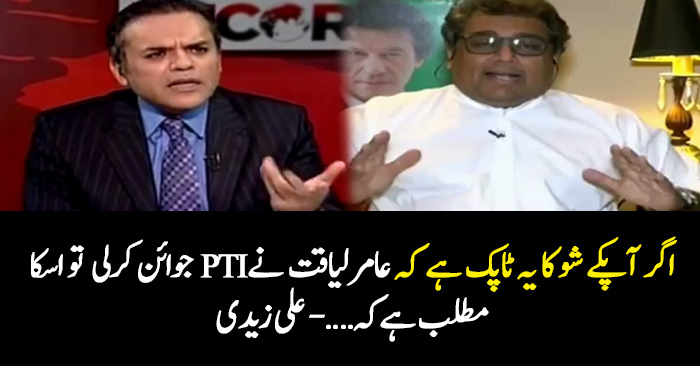 COR
اگر آپکے شو کا یہ ٹاپک ہے کہ عامر لیاقت نے PTI جوائن کرلی تو اسکا
مطلب ہے کہ....- علی زیدی